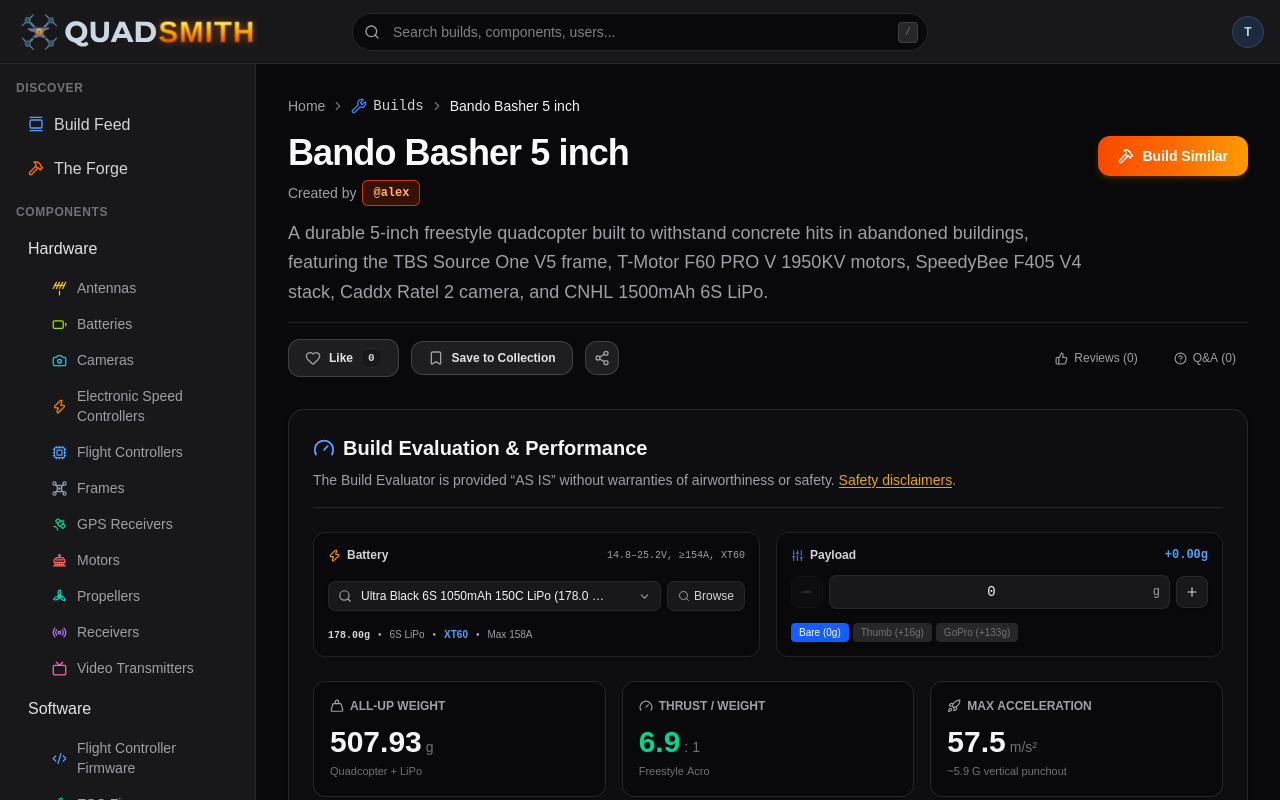 QUADSMITH
Search builds, components, users...
/
T
DISCOVER
Build Feed
The Forge
COMPONENTS
Hardware
Antennas
Batteries
Cameras
Electronic Speed
Controllers
Flight Controllers
Frames
GPS Receivers
Motors
Propellers
Receivers
Video Transmitters
Software
Flight Controller
Firmware
Home > Builds > Bando Basher 5 inch
Bando Basher 5 inch
Build Similar
Created by @alex
A durable 5-inch freestyle quadcopter built to withstand concrete hits in abandoned buildings,
featuring the TBS Source One V5 frame, T-Motor F60 PRO V 1950KV motors, SpeedyBee F405 V4
stack, Caddx Ratel 2 camera, and CNHL 1500mAh 6S LiPo.
Like 0
Save to Collection
Reviews (0)
Q&A (0)
Build Evaluation & Performance
The Build Evaluator is provided “AS IS” without warranties of airworthiness or safety. Safety disclaimers.
Battery
14.8–25.2V, ≥154A, XT60
Ultra Black 6S 1050mAh 150C LiPo (178.0 …
Browse
178.00g • 6S LiPo • XT60 • Max 158A
Payload
+0.00g
0
g
Bare (0g)
Thumb (+16g)
GoPro (+133g)
ALL-UP WEIGHT
507.93 g
Quadcopter + LiPo
THRUST / WEIGHT
6.9 : 1
Freestyle Acro
MAX ACCELERATION
57.5 m/s²
~5.9 G vertical punchout